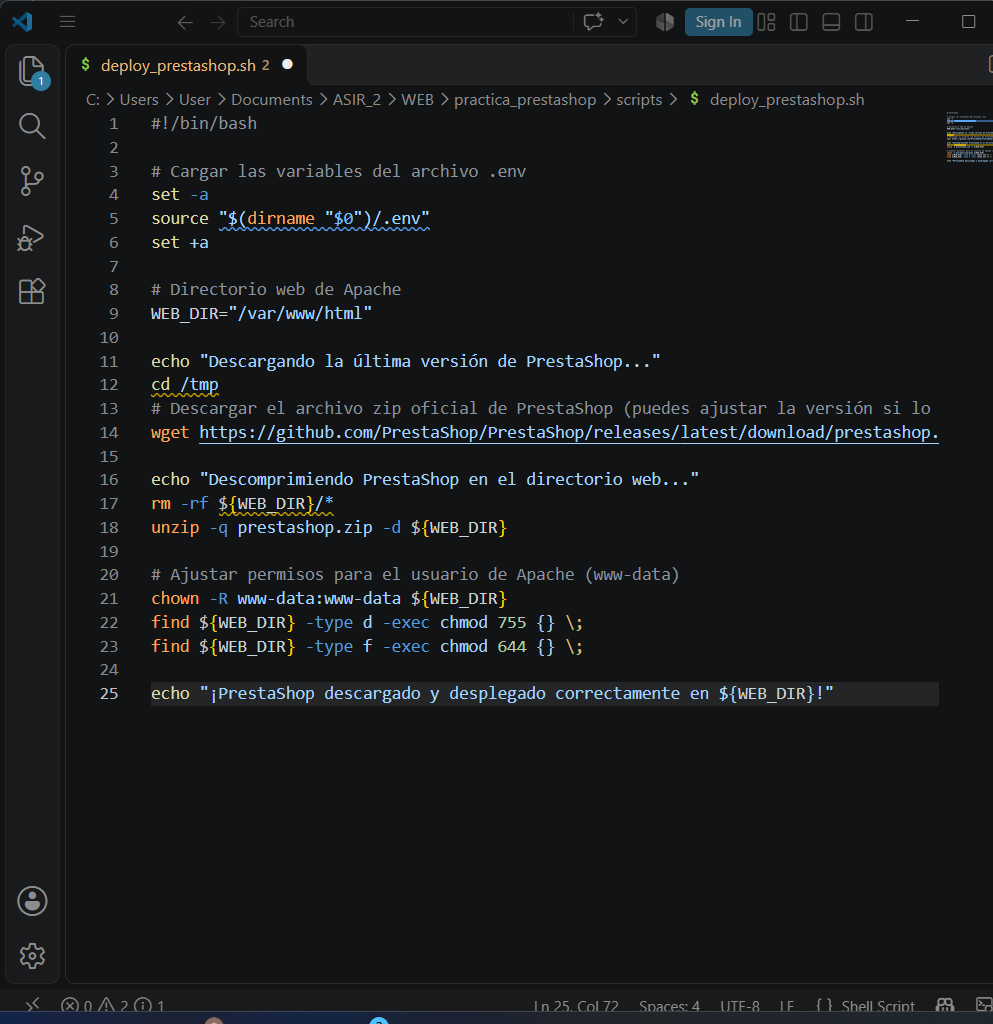 Search
Sign In
1
$ deploy_prestashop.sh 2
C: > Users > User > Documents > ASIR_2 > WEB > practica_prestashop > scripts > $ deploy_prestashop.sh
1 #!/bin/bash
2
3 # Cargar las variables del archivo .env
4 set -a
5 source "$(dirname "$0")/.env"
6 set +a
7
8 # Directorio web de Apache
9 WEB_DIR="/var/www/html"
10
11 echo "Descargando la última versión de PrestaShop..."
12 cd /tmp
13 # Descargar el archivo zip oficial de PrestaShop (puedes ajustar la versión si lo
14 wget https://github.com/PrestaShop/PrestaShop/releases/latest/download/prestashop.
15
16 echo "Descomprimiendo PrestaShop en el directorio web..."
17 rm -rf ${WEB_DIR}/*
18 unzip -q prestashop.zip -d ${WEB_DIR}
19
20 # Ajustar permisos para el usuario de Apache (www-data)
21 chown -R www-data:www-data ${WEB_DIR}
22 find ${WEB_DIR} -type d -exec chmod 755 {} \;
23 find ${WEB_DIR} -type f -exec chmod 644 {} \;
24
25 echo "¡PrestaShop descargado y desplegado correctamente en ${WEB_DIR}!"
0 2 1 Ln 25, Col 72 Spaces: 4 UTF-8 LF { } Shell Script